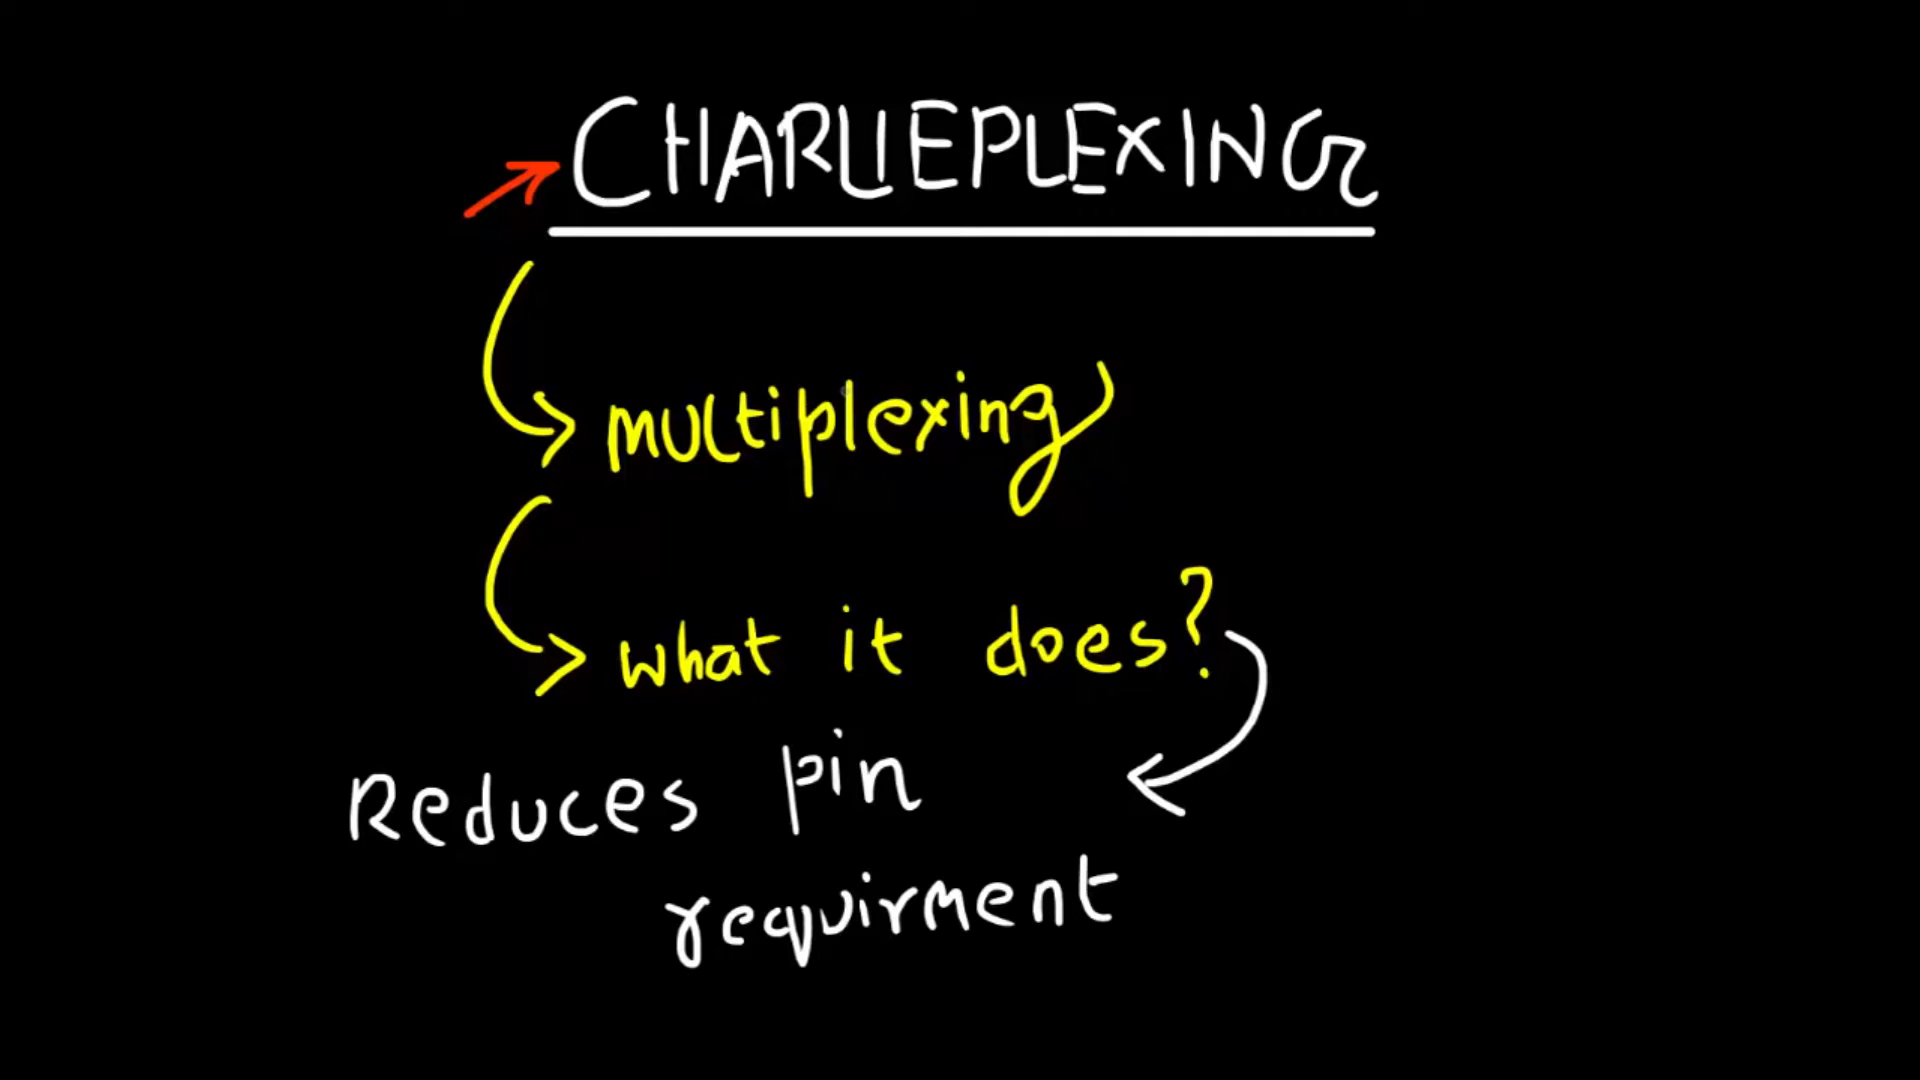 CHARLIEPLEXING
multiplexing
what it does?
Reduces pin
requirment